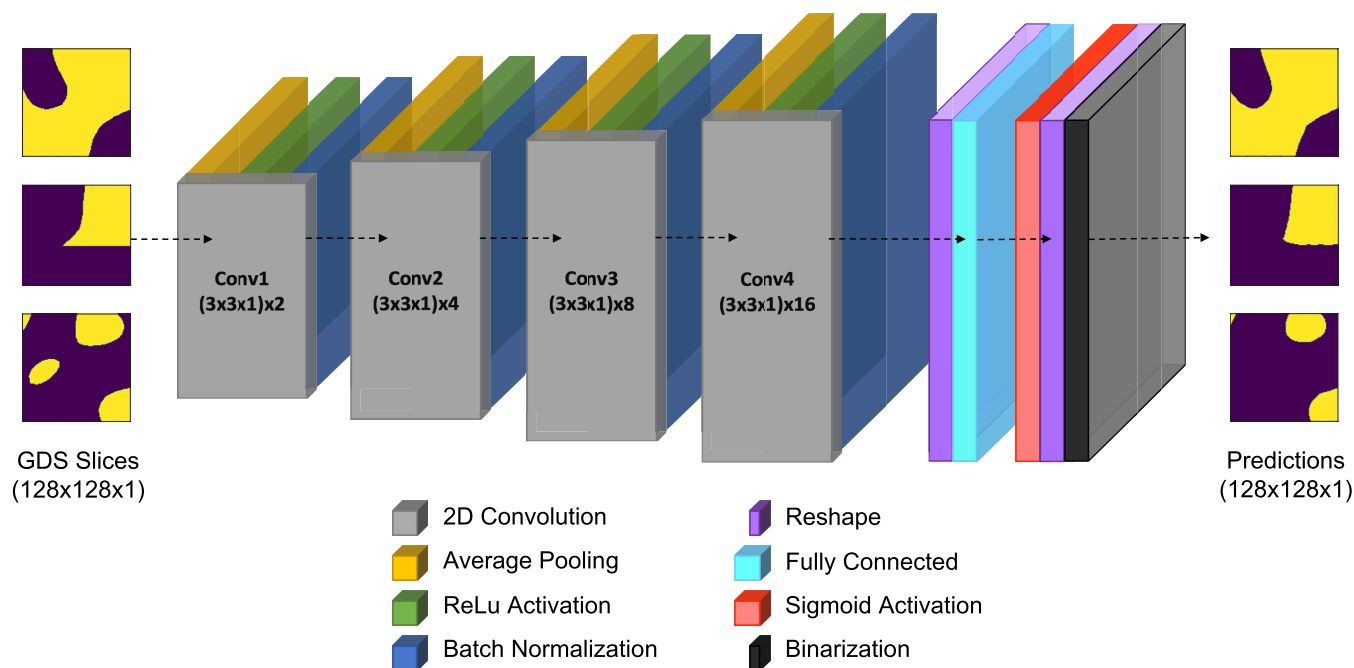 Conv1
(3x3x1)x2
Conv2
(3x3x1)x4
Conv3
(3x3x1)x8
Conv4
(3x3x1)x16
GDS Slices
(128x128x1)
Predictions
(128x128x1)
2D Convolution
Average Pooling
ReLu Activation
Batch Normalization
Reshape
Fully Connected
Sigmoid Activation
Binarization